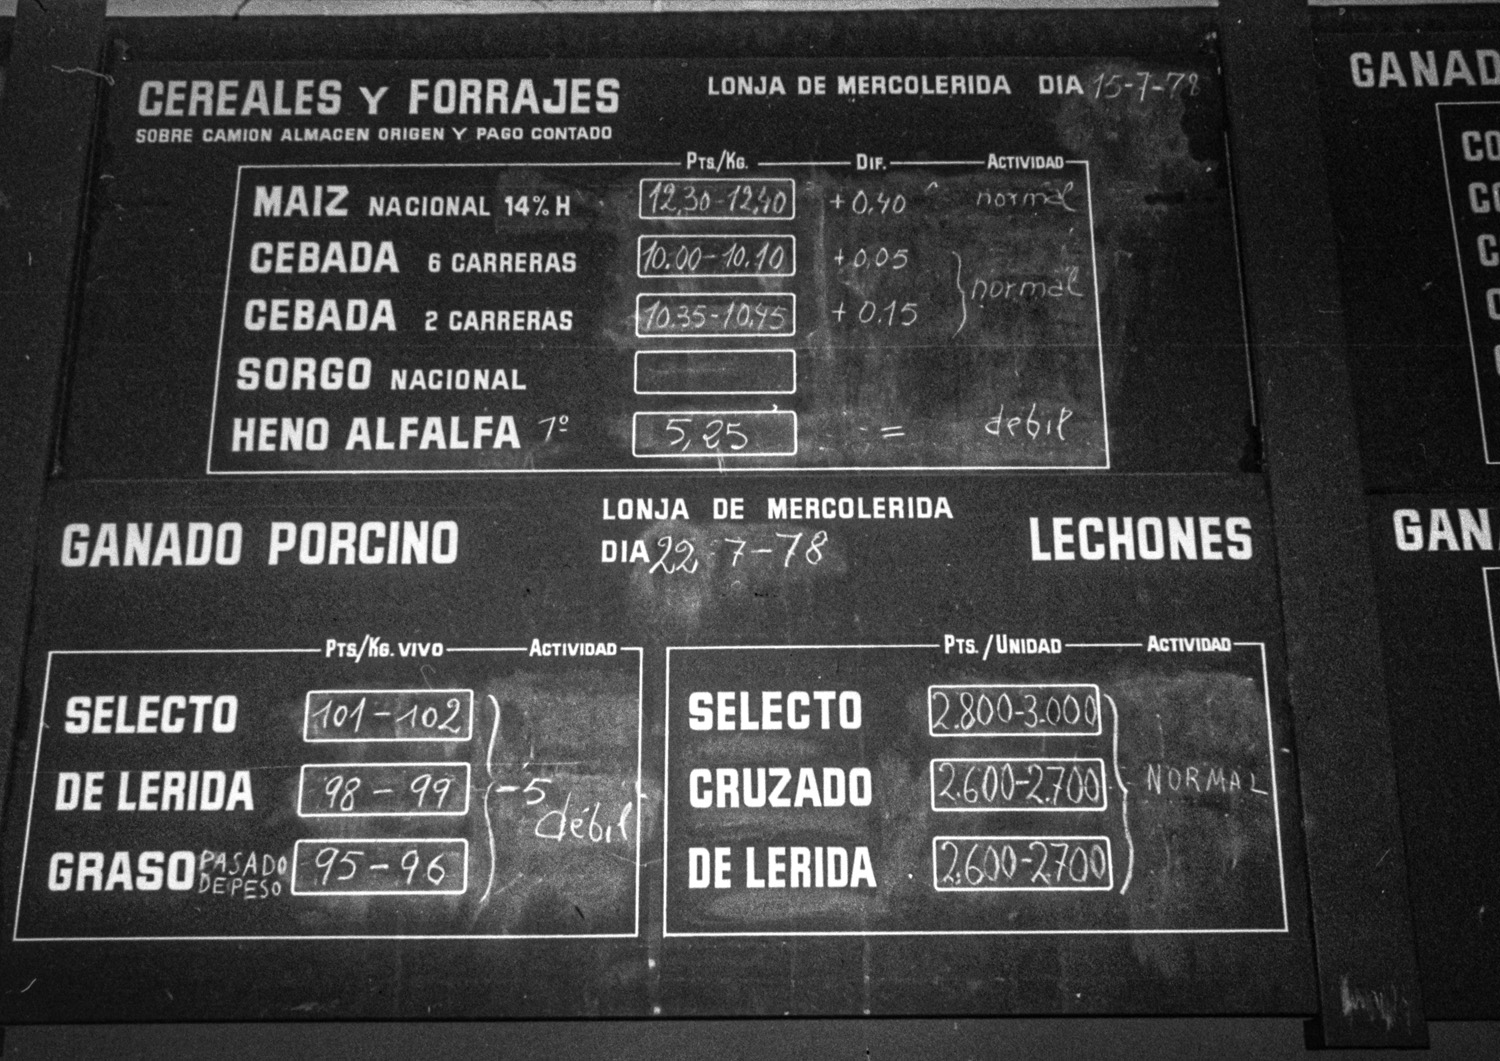 CEREALES Y FORRAJES LONJA DE MERCOLERIDA DIA 15-7-78
SOBRE CAMION ALMACEN ORIGEN Y PAGO CONTADO
PTS/KG. DIF. ACTIVIDAD
MAIZ NACIONAL 14% H 12,30-12,40 +0,40 normal
CEBADA 6 CARRERAS 10.00-10.10 +0,05
normal
CEBADA 2 CARRERAS 10.35-10.45 +0.15
SORGO NACIONAL
HENO ALFALFA 1º 5,25 = débil
LONJA DE MERCOLERIDA
GANADO PORCINO DIA 22-7-78 LECHONES
PTS/KG. VIVO ACTIVIDAD
SELECTO 101-102
DE LERIDA 98-99 -5
débil
GRASO PASADO DE PESO 95-96
PTS./UNIDAD ACTIVIDAD
SELECTO 2.800-3.000
CRUZADO 2.600-2.700 NORMAL
DE LERIDA 2.600-2.700
GANAD
CO
CO
C
GAN